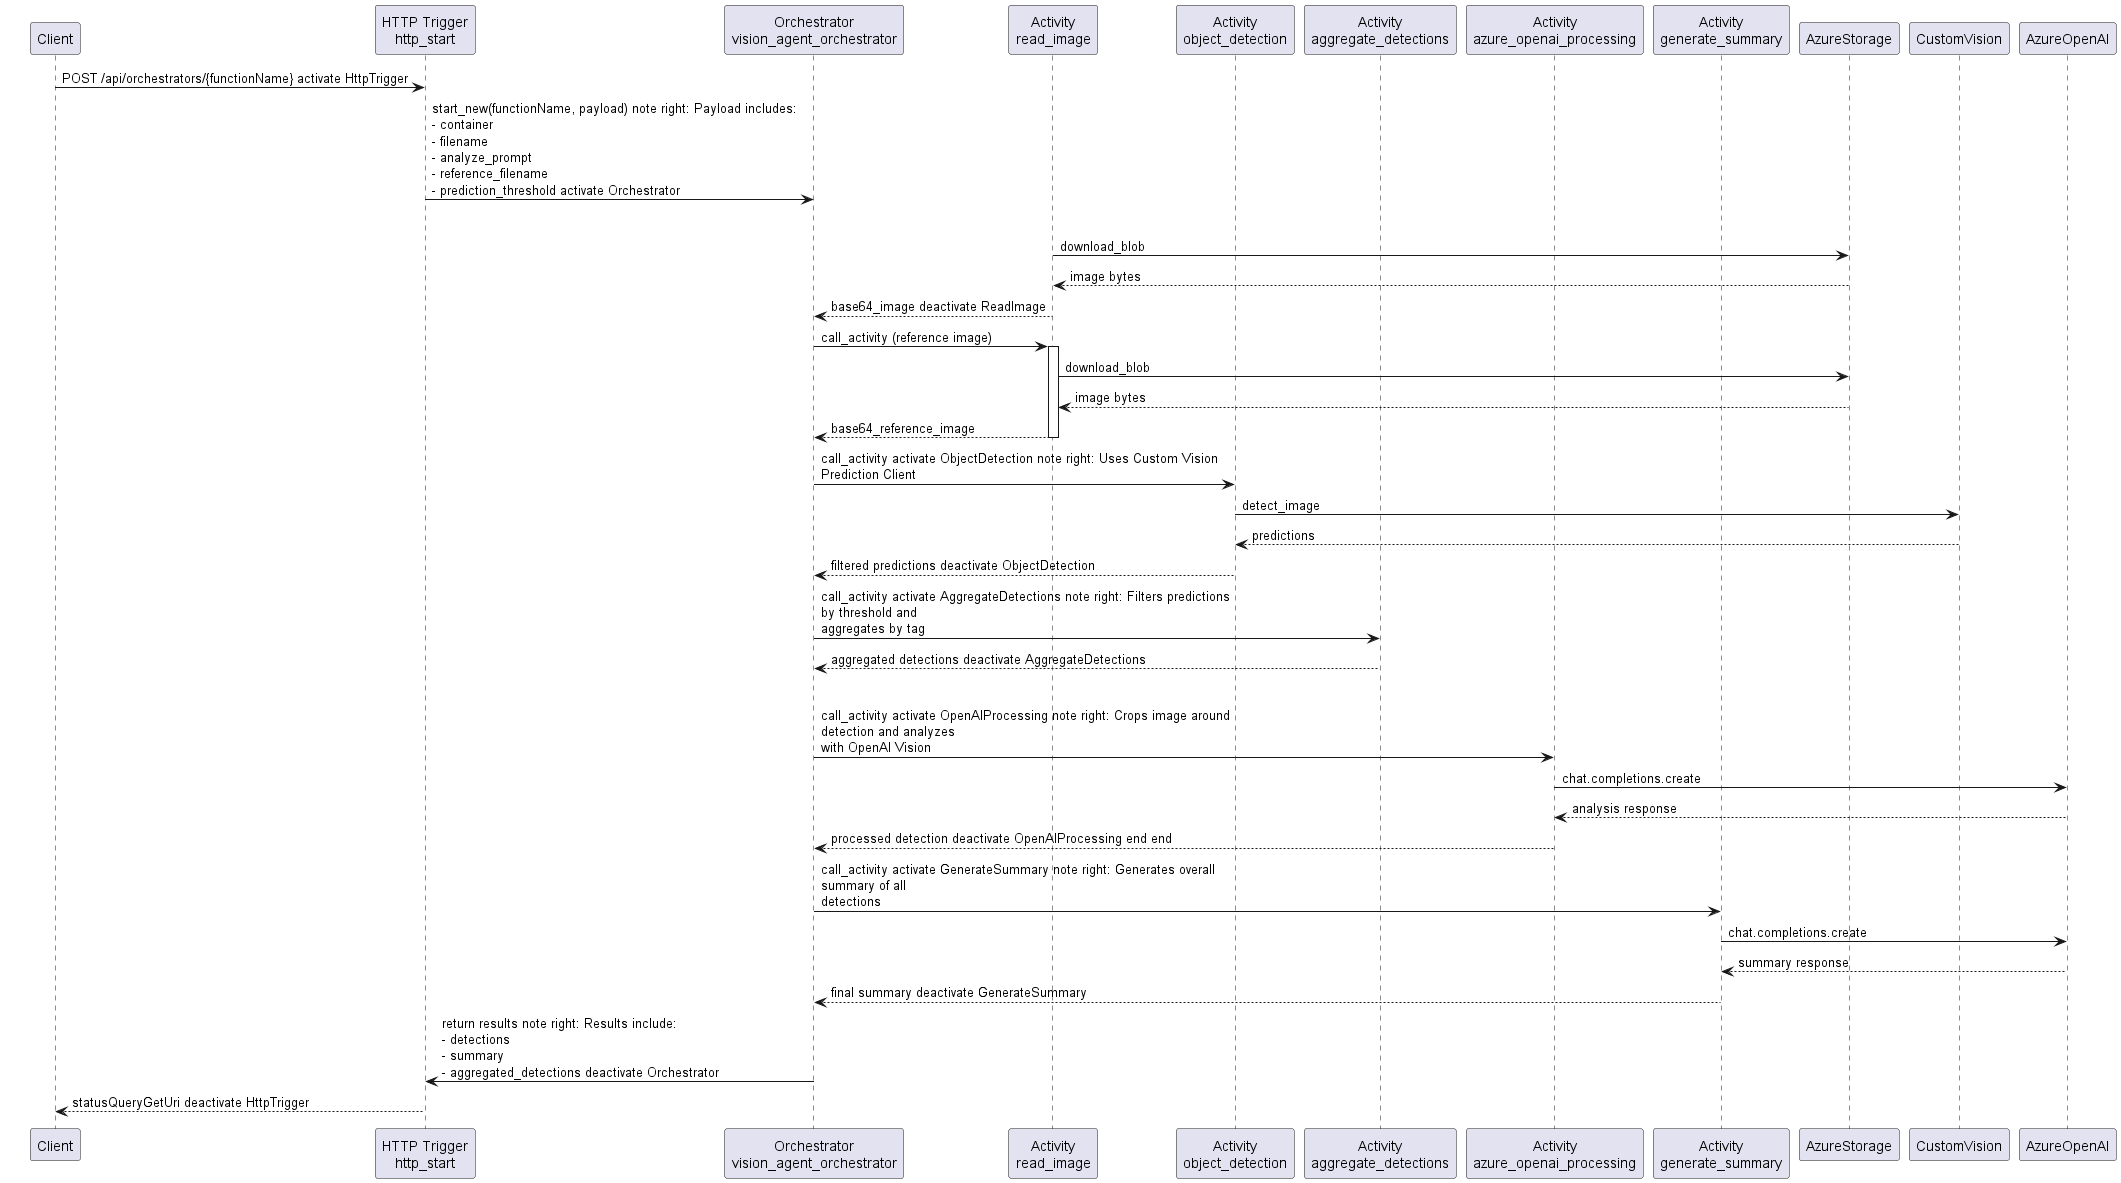 Client
HTTP Trigger
http_start
Orchestrator
vision_agent_orchestrator
Activity
read_image
Activity
object_detection
Activity
aggregate_detections
Activity
azure_openai_processing
Activity
generate_summary
AzureStorage
CustomVision
AzureOpenAI
POST /api/orchestrators/{functionName} activate HttpTrigger
start_new(functionName, payload) note right: Payload includes:
- container
- filename
- analyze_prompt
- reference_filename
- prediction_threshold activate Orchestrator
download_blob
image bytes
base64_image deactivate ReadImage
call_activity (reference image)
download_blob
image bytes
base64_reference_image
call_activity activate ObjectDetection note right: Uses Custom Vision
Prediction Client
detect_image
predictions
filtered predictions deactivate ObjectDetection
call_activity activate AggregateDetections note right: Filters predictions
by threshold and
aggregates by tag
aggregated detections deactivate AggregateDetections
call_activity activate OpenAIProcessing note right: Crops image around
detection and analyzes
with OpenAI Vision
chat.completions.create
analysis response
processed detection deactivate OpenAIProcessing end end
call_activity activate GenerateSummary note right: Generates overall
summary of all
detections
chat.completions.create
summary response
final summary deactivate GenerateSummary
return results note right: Results include:
- detections
- summary
- aggregated_detections deactivate Orchestrator
statusQueryGetUri deactivate HttpTrigger
Client
HTTP Trigger
http_start
Orchestrator
vision_agent_orchestrator
Activity
read_image
Activity
object_detection
Activity
aggregate_detections
Activity
azure_openai_processing
Activity
generate_summary
AzureStorage
CustomVision
AzureOpenAI